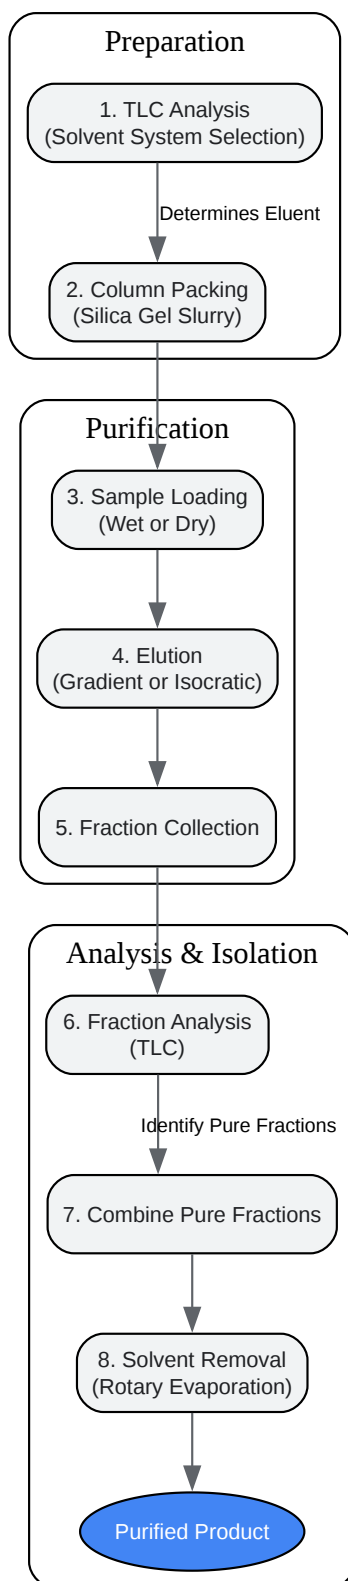 Preparation
1. TLC Analysis
(Solvent System Selection)
Determines Eluent
2. Column Packing
(Silica Gel Slurry)
Purification
3. Sample Loading
(Wet or Dry)
4. Elution
(Gradient or Isocratic)
5. Fraction Collection
Analysis & Isolation
6. Fraction Analysis
(TLC)
Identify Pure Fractions
7. Combine Pure Fractions
8. Solvent Removal
(Rotary Evaporation)
Purified Product